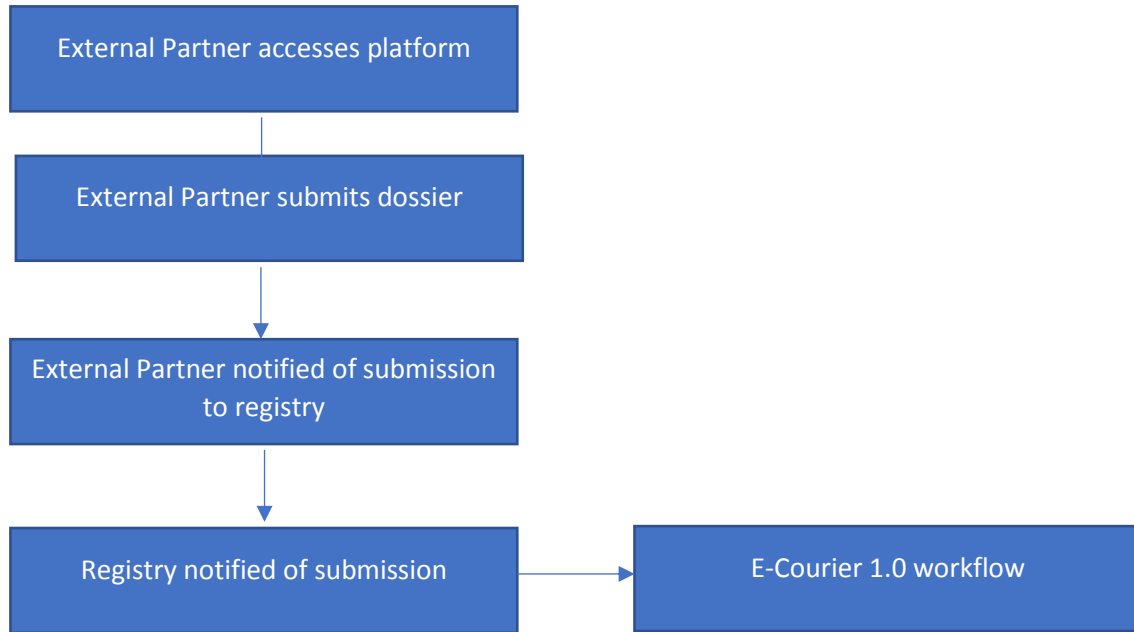 External Partner accesses platform
External Partner submits dossier
External Partner notified of submission
to registry
Registry notified of submission
E-Courier 1.0 workflow